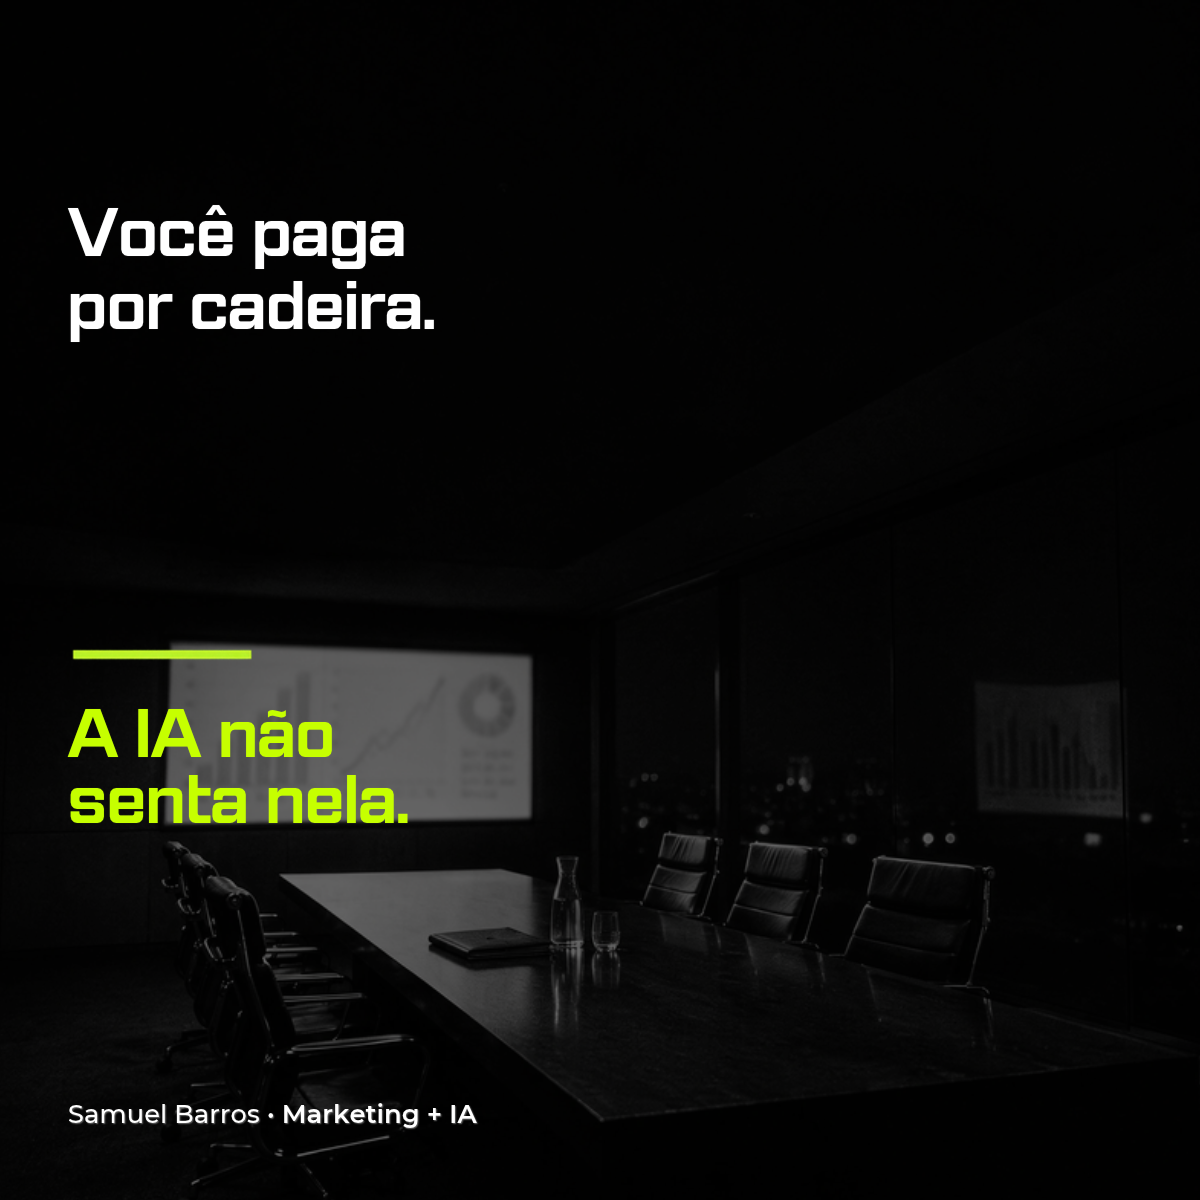 Você paga
por cadeira.
A IA não
senta nela.
Samuel Barros • Marketing + IA